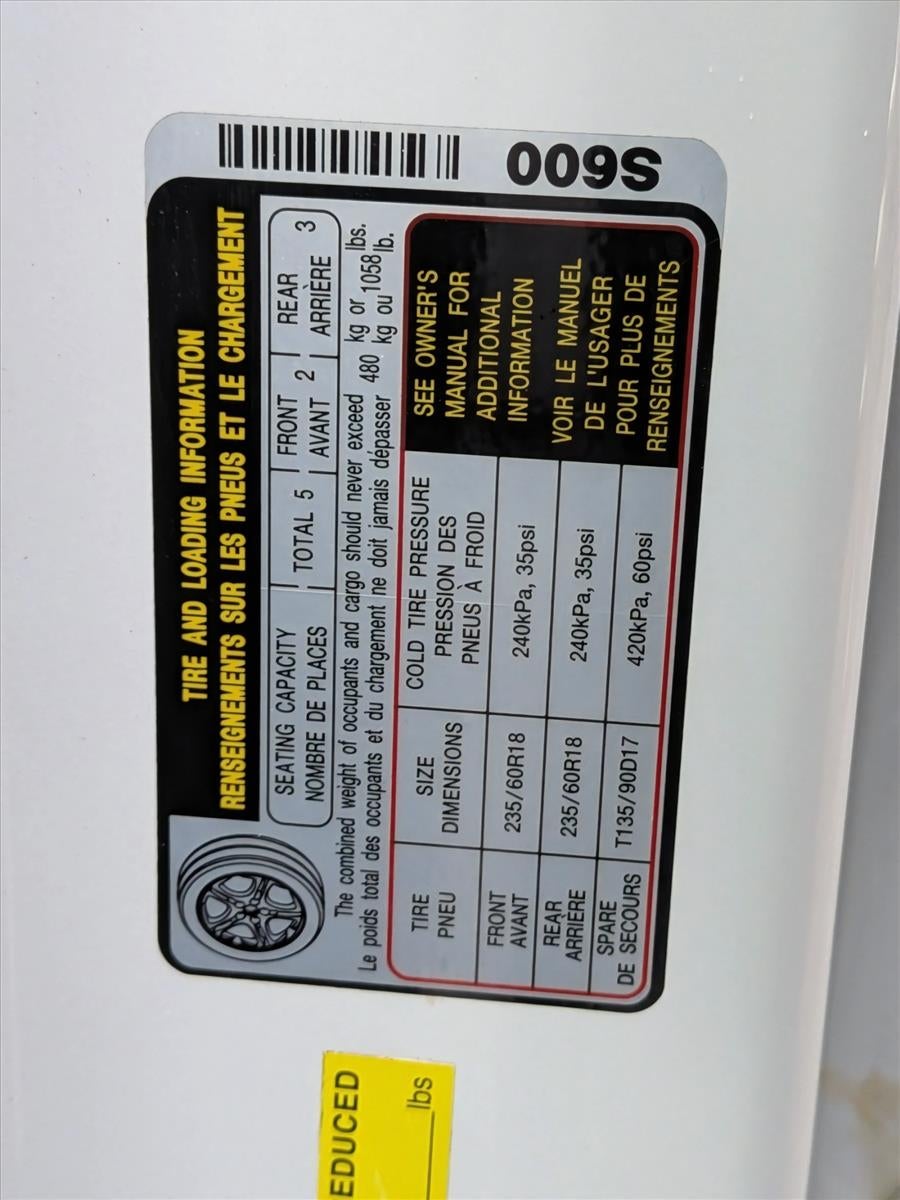 TIRE AND LOADING INFORMATION
RENSEIGNEMENTS SUR LES PNEUS ET LE CHARGEMENT
SEATING CAPACITY
NOMBRE DE PLACES
TOTAL 5
FRONT
AVANT 2
REAR
ARRIÈRE 3
The combined weight of occupants and cargo should never exceed 480 kg or 1058 lbs.
Le poids total des occupants et du chargement ne doit jamais dépasser 480 kg ou 1058 lb.
TIRE
PNEU
SIZE
DIMENSIONS
COLD TIRE PRESSURE
PRESSION DES
PNEUS À FROID
FRONT
AVANT
235/60R18
240kPa, 35psi
REAR
ARRIÈRE
235/60R18
240kPa, 35psi
SPARE
DE SECOURS
T135/90D17
420kPa, 60psi
SEE OWNER'S
MANUAL FOR
ADDITIONAL
INFORMATION
VOIR LE MANUEL
DE L'USAGER
POUR PLUS DE
RENSEIGNEMENTS
S600
EDUCED
lbs